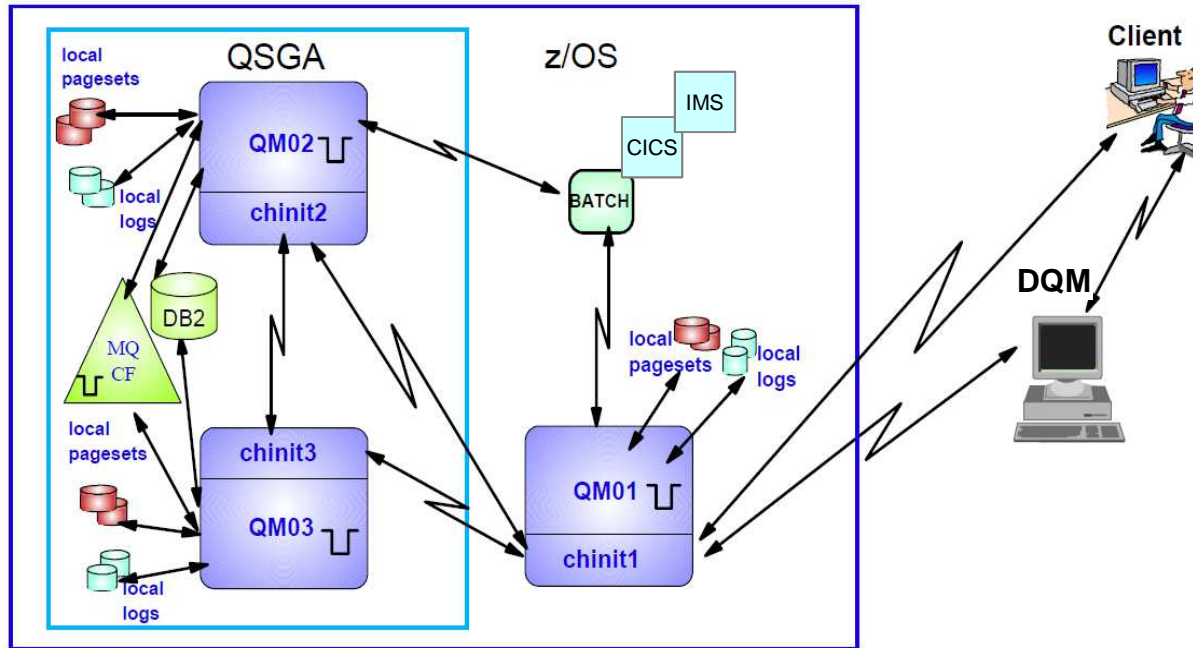 QSGA
z/OS
Client
local
pagesets
QM02
chinit2
local
logs
IMS
CICS
BATCH
DB2
MQ
CF
DQM
local
pagesets
local
logs
local
pagesets
chinit3
QM03
local
logs
QM01
chinit1